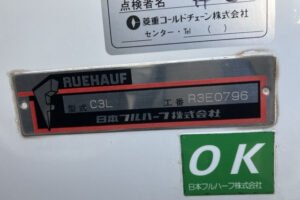 点検者名
菱重コールドチェーン株式会社
センター・Tel ( )
RUEHAUF
型式 C3L 工番 R3E0796
日本フルハーフ株式会社
OK
日本フルハーフ株式会社